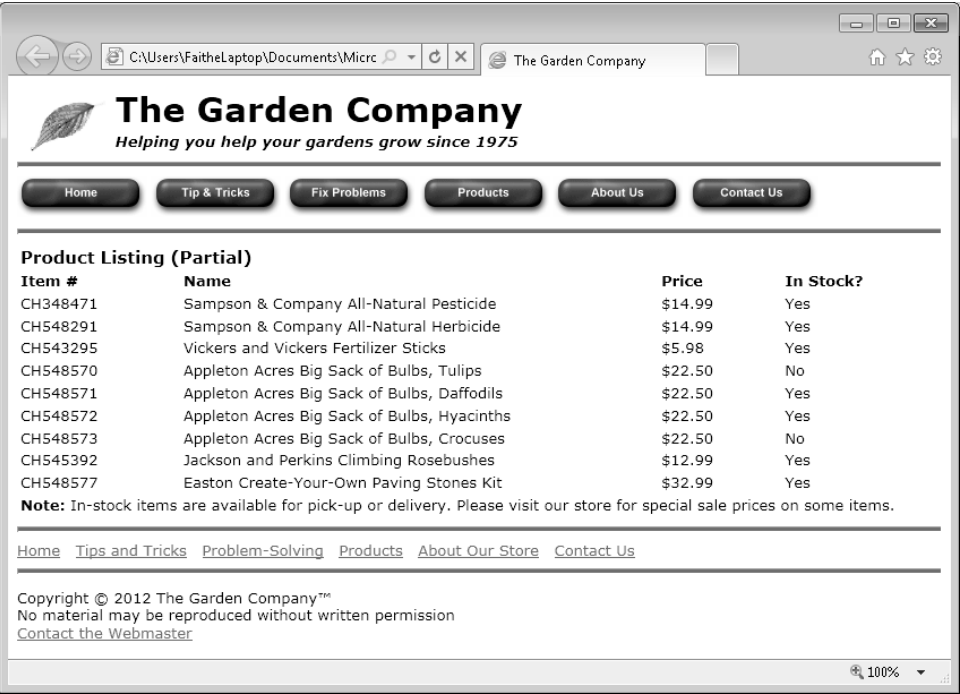 C:\Users\FaitheLaptop\Documents\Micrc
The Garden Company
The Garden Company
Helping you help your gardens grow since 1975
Home Tip & Tricks Fix Problems Products About Us Contact Us
Product Listing (Partial)
Item # Name Price In Stock?
CH348471 Sampson & Company All-Natural Pesticide $14.99 Yes
CH548291 Sampson & Company All-Natural Herbicide $14.99 Yes
CH543295 Vickers and Vickers Fertilizer Sticks $5.98 Yes
CH548570 Appleton Acres Big Sack of Bulbs, Tulips $22.50 No
CH548571 Appleton Acres Big Sack of Bulbs, Daffodils $22.50 Yes
CH548572 Appleton Acres Big Sack of Bulbs, Hyacinths $22.50 Yes
CH548573 Appleton Acres Big Sack of Bulbs, Crocuses $22.50 No
CH545392 Jackson and Perkins Climbing Rosebushes $12.99 Yes
CH548577 Easton Create-Your-Own Paving Stones Kit $32.99 Yes
Note: In-stock items are available for pick-up or delivery. Please visit our store for special sale prices on some items.
Home Tips and Tricks Problem-Solving Products About Our Store Contact Us
Copyright © 2012 The Garden Company™
No material may be reproduced without written permission
Contact the Webmaster
100%